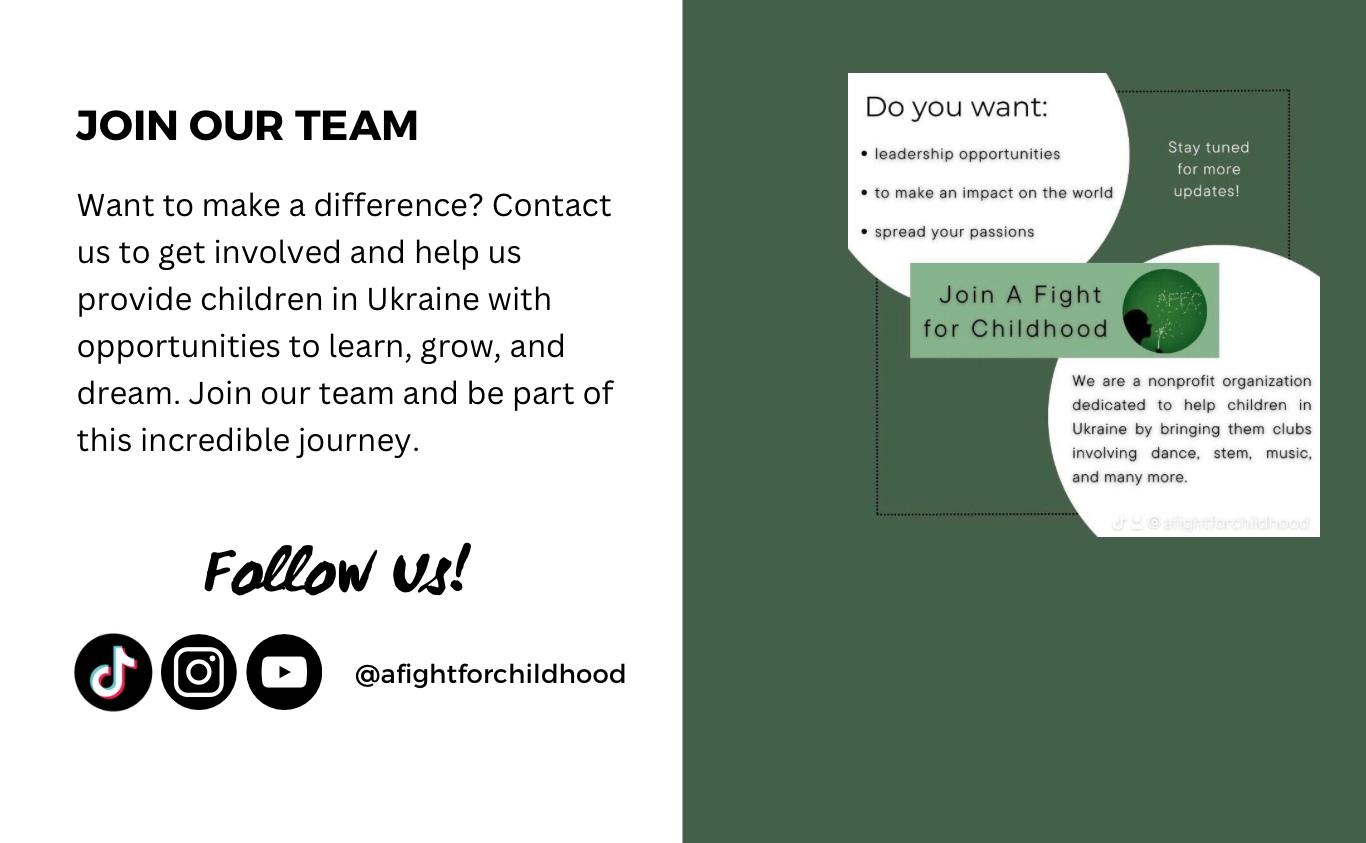 JOIN OUR TEAM
Want to make a difference? Contact
us to get involved and help us
provide children in Ukraine with
opportunities to learn, grow, and
dream. Join our team and be part of
this incredible journey.
Follow Us!
@afightforchildhood
Do you want:
• leadership opportunities
• to make an impact on the world
• spread your passions
Stay tuned
for more
updates!
Join A Fight
for Childhood
AFFC
We are a nonprofit organization
dedicated to help children in
Ukraine by bringing them clubs
involving dance, stem, music,
and many more.
@afightforchildhood